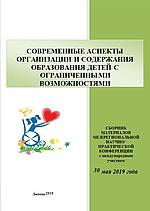 СОВРЕМЕННЫЕ АСПЕКТЫ
ОРГАНИЗАЦИИ И СОДЕРЖАНИЯ
ОБРАЗОВАНИЯ ДЕТЕЙ С
ОГРАНИЧЕННЫМИ
ВОЗМОЖНОСТЯМИ
СБОРНИК
МАТЕРИАЛОВ
МЕЖРЕГИОНАЛЬНОЙ
НАУЧНО-
ПРАКТИЧЕСКОЙ
КОНФЕРЕНЦИИ
с международным
участием
30 мая 2019 года
Липецк 2019